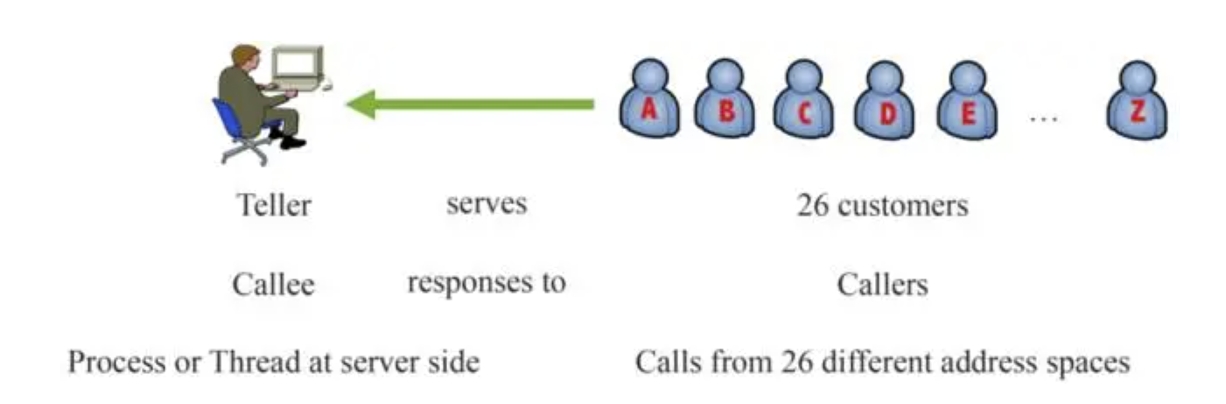 A B C D E ... Z
Teller serves 26 customers
Callee responses to Callers
Process or Thread at server side Calls from 26 different address spaces